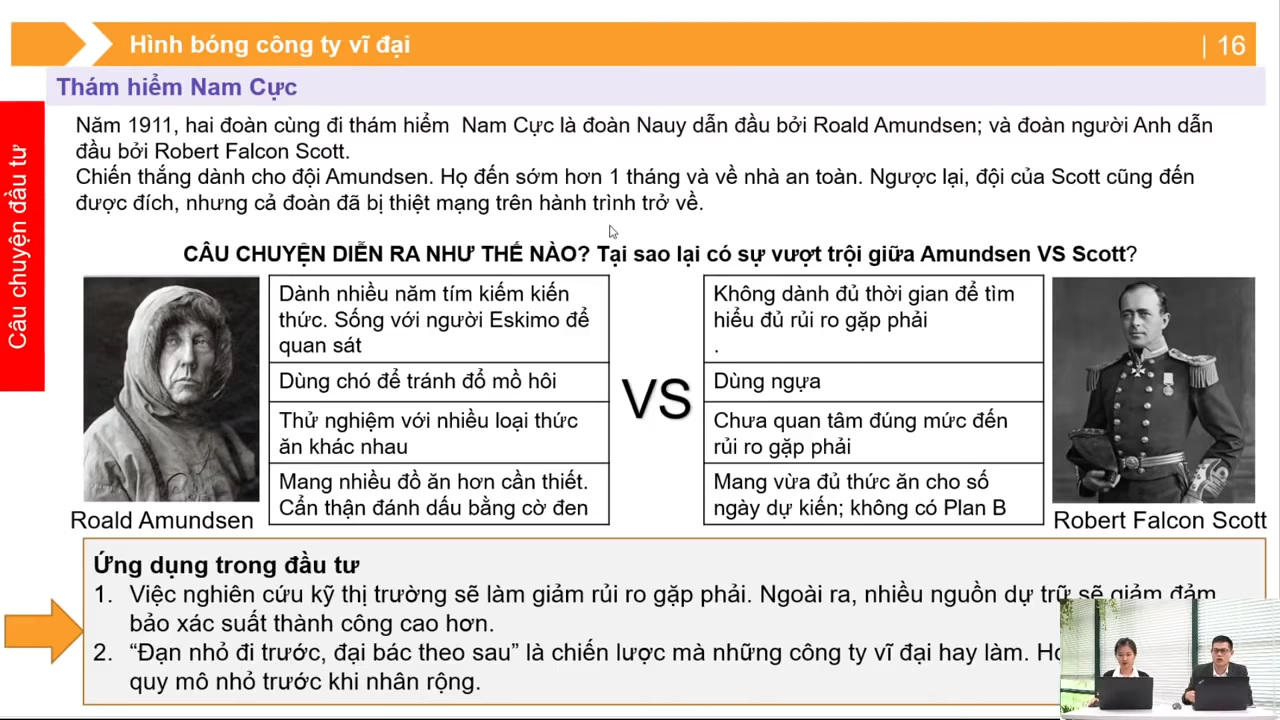 Hình bóng công ty vĩ đại
| 16
Thám hiểm Nam Cực
Câu chuyện đầu tư
Năm 1911, hai đoàn cùng đi thám hiểm Nam Cực là đoàn Nauy dẫn đầu bởi Roald Amundsen; và đoàn người Anh dẫn
đầu bởi Robert Falcon Scott.
Chiến thắng dành cho đội Amundsen. Họ đến sớm hơn 1 tháng và về nhà an toàn. Ngược lại, đội của Scott cũng đến
được đích, nhưng cả đoàn đã bị thiệt mạng trên hành trình trở về.
CÂU CHUYỆN DIỄN RA NHƯ THẾ NÀO? Tại sao lại có sự vượt trội giữa Amundsen VS Scott?
Dành nhiều năm tím kiếm kiến
thức. Sống với người Eskimo để
quan sát
Dùng chó để tránh đổ mồ hôi
Thử nghiệm với nhiều loại thức
ăn khác nhau
Mang nhiều đồ ăn hơn cần thiết.
Cẩn thận đánh dấu bằng cờ đen
Roald Amundsen
VS
Không dành đủ thời gian để tìm
hiểu đủ rủi ro gặp phải
.
Dùng ngựa
Chưa quan tâm đúng mức đến
rủi ro gặp phải
Mang vừa đủ thức ăn cho số
ngày dự kiến; không có Plan B
Robert Falcon Scott
Ứng dụng trong đầu tư
1. Việc nghiên cứu kỹ thị trường sẽ làm giảm rủi ro gặp phải. Ngoài ra, nhiều nguồn dự trữ sẽ giảm đảm
bảo xác suất thành công cao hơn.
2. “Đạn nhỏ đi trước, đại bác theo sau” là chiến lược mà những công ty vĩ đại hay làm.
quy mô nhỏ trước khi nhân rộng.